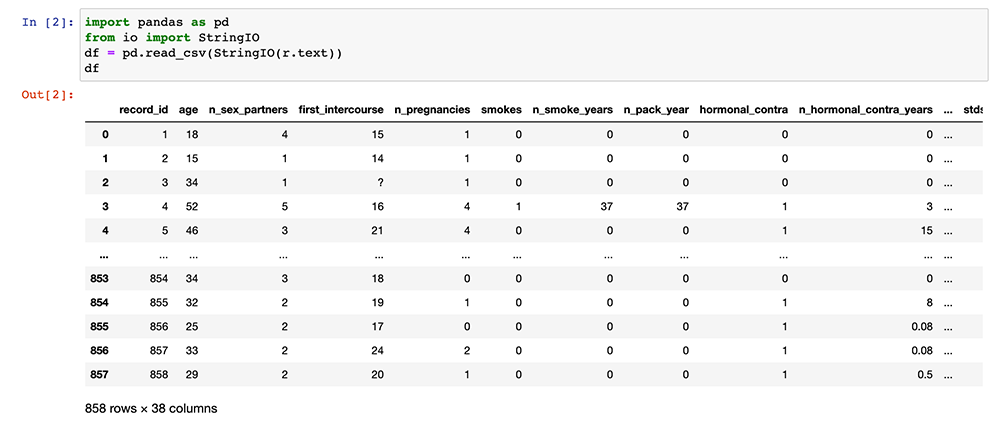 In [2]: import pandas as pd
from io import StringIO
df = pd.read_csv(StringIO(r.text))
df
Out[2]:
record_id age n_sex_partners first_intercourse n_pregnancies smokes n_smoke_years n_pack_year hormonal_contra n_hormonal_contra_years ... stds
0 1 18 4 15 1 0 0 0 0 0 ...
1 2 15 1 14 1 0 0 0 0 0 ...
2 3 34 1 ? 1 0 0 0 0 0 ...
3 4 52 5 16 4 1 37 37 1 3 ...
4 5 46 3 21 4 0 0 0 1 15 ...
... ... ... ... ... ... ... ... ... ... ... ...
853 854 34 3 18 0 0 0 0 0 0 ...
854 855 32 2 19 1 0 0 0 1 8 ...
855 856 25 2 17 0 0 0 0 1 0.08 ...
856 857 33 2 24 2 0 0 0 1 0.08 ...
857 858 29 2 20 1 0 0 0 1 0.5 ...
858 rows × 38 columns